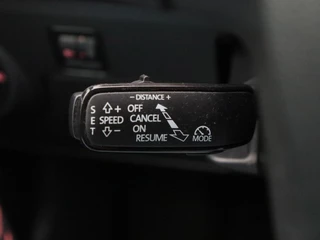 - DISTANCE +
S + OFF
E SPEED CANCEL
T - ON
RESUME MODE